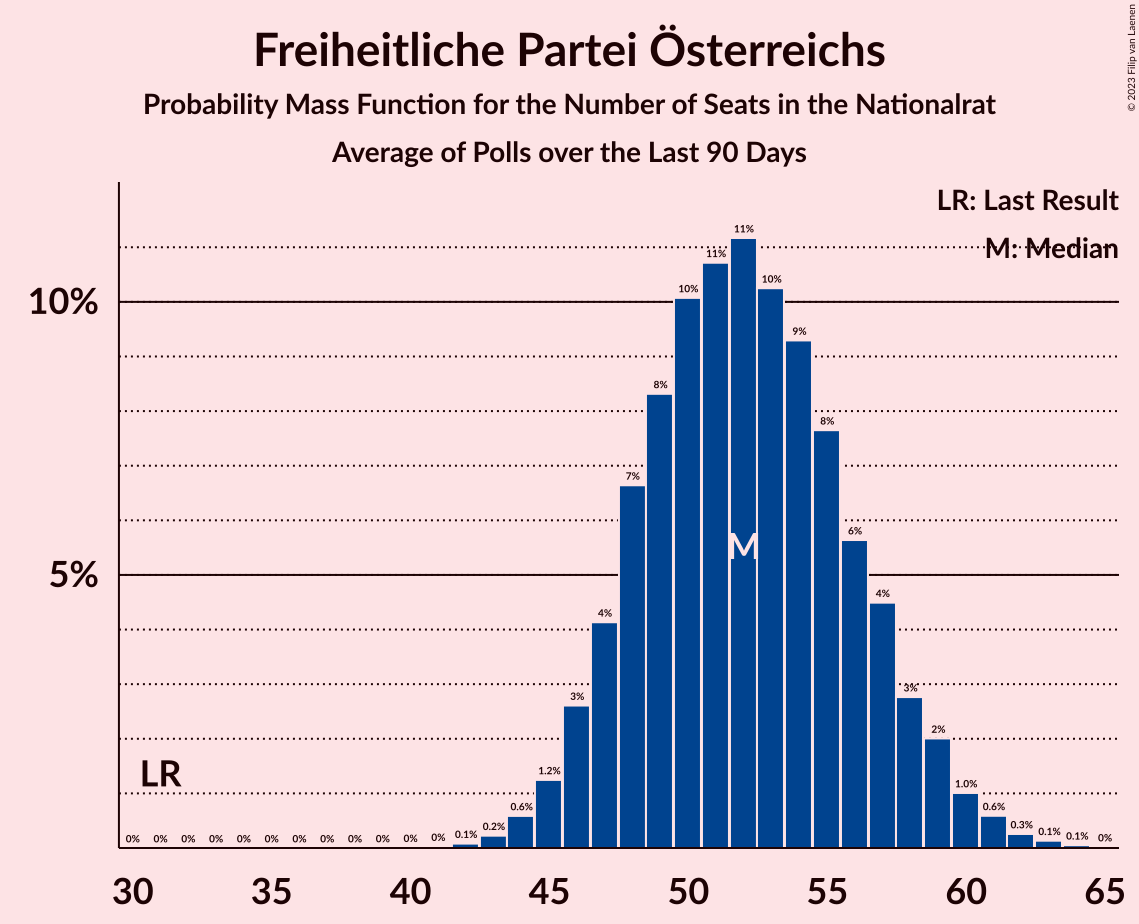 Freiheitliche Partei Österreichs
Probability Mass Function for the Number of Seats in the Nationalrat
Average of Polls over the Last 90 Days
© 2023 Filip van Laenen
LR: Last Result
M: Median
10%
5%
LR
M
0% 0% 0% 0% 0% 0% 0% 0% 0% 0% 0% 0% 0.1% 0.2% 0.6% 1.2% 3% 4% 7% 8% 10% 11% 11% 10% 9% 8% 6% 4% 3% 2% 1.0% 0.6% 0.3% 0.1% 0.1% 0%
30 35 40 45 50 55 60 65